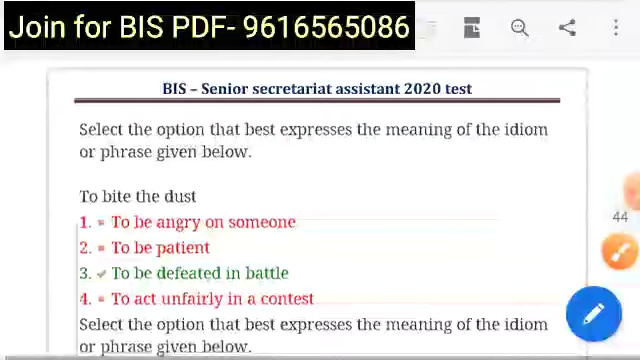 Join for BIS PDF- 9616565086
BIS – Senior secretariat assistant 2020 test
Select the option that best expresses the meaning of the idiom
or phrase given below.
To bite the dust
1. To be angry on someone
2. To be patient
3. To be defeated in battle
4. To act unfairly in a contest
44
Select the option that best expresses the meaning of the idiom
or phrase given below.